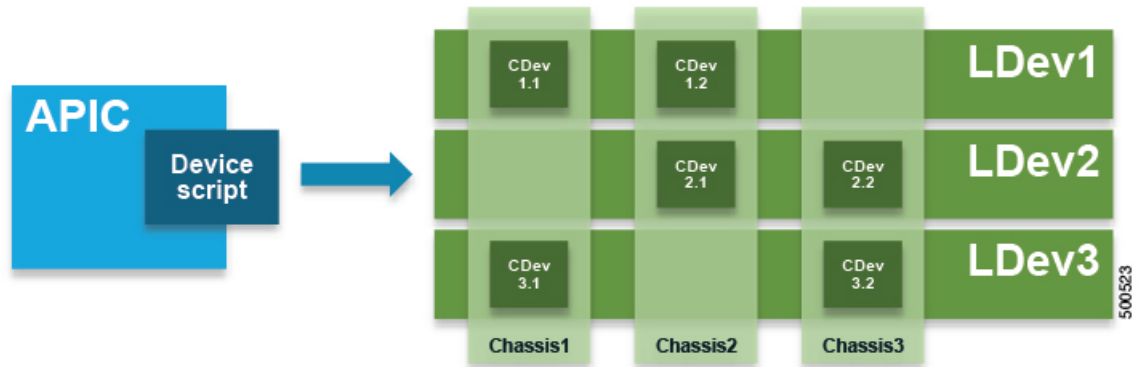 APIC
Device
script
CDev
1.1
CDev
1.2
LDev1
CDev
2.1
CDev
2.2
LDev2
CDev
3.1
CDev
3.2
LDev3
Chassis1
Chassis2
Chassis3
500523